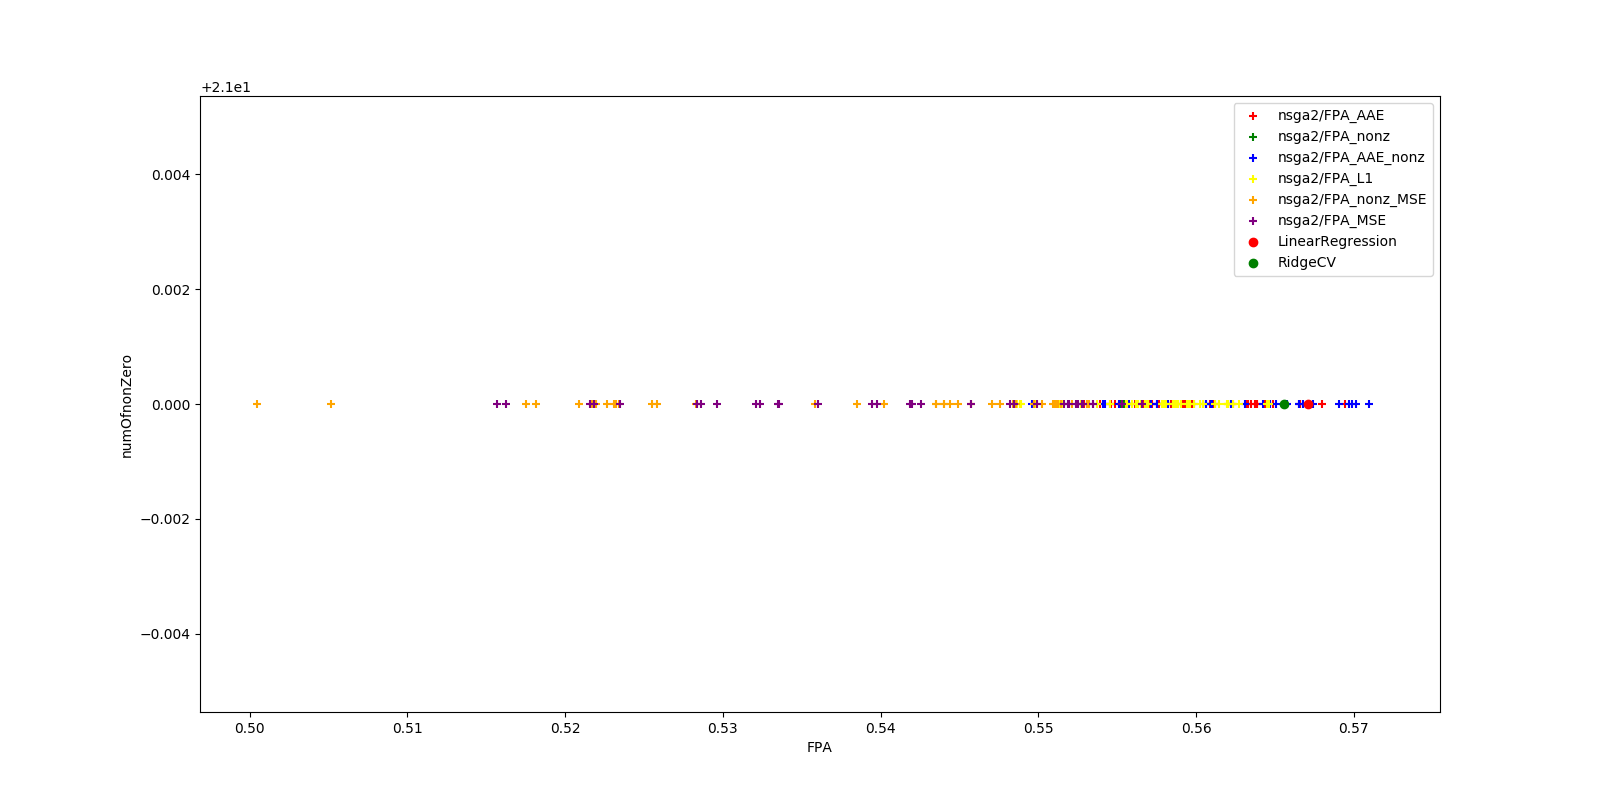 +2.1e1
nsga2/FPA_AAE
nsga2/FPA_nonz
nsga2/FPA_AAE_nonz
nsga2/FPA_L1
nsga2/FPA_nonz_MSE
nsga2/FPA_MSE
LinearRegression
RidgeCV
0.004
0.002
0.000
−0.002
−0.004
numOfnonZero
0.50 0.51 0.52 0.53 0.54 0.55 0.56 0.57
FPA